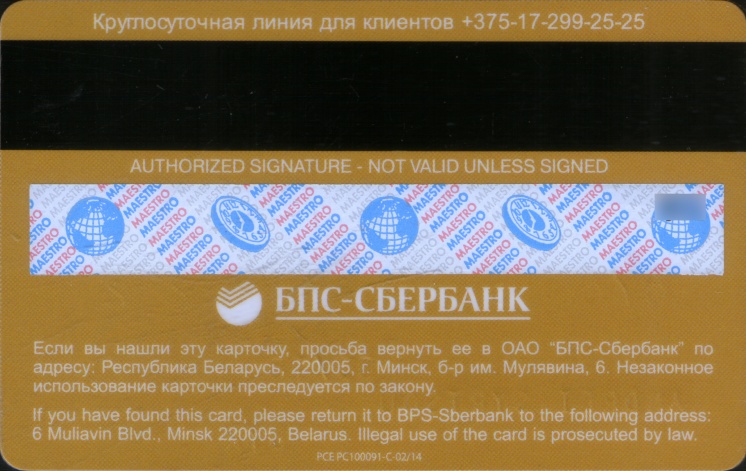 Круглосуточная линия для клиентов +375-17-299-25-25
AUTHORIZED SIGNATURE - NOT VALID UNLESS SIGNED
MAESTRO MAESTRO MAESTRO MAESTRO MAESTRO
БПС-СБЕРБАНК
Если вы нашли эту карточку, просьба вернуть ее в ОАО "БПС-Сбербанк" по
адресу: Республика Беларусь, 220005, г. Минск, б-р им. Мулявина, 6. Незаконное
использование карточки преследуется по закону.
If you have found this card, please return it to BPS-Sberbank to the following address:
6 Muliavin Blvd., Minsk 220005, Belarus. Illegal use of the card is prosecuted by law.
PCE PC100091-C-02/14